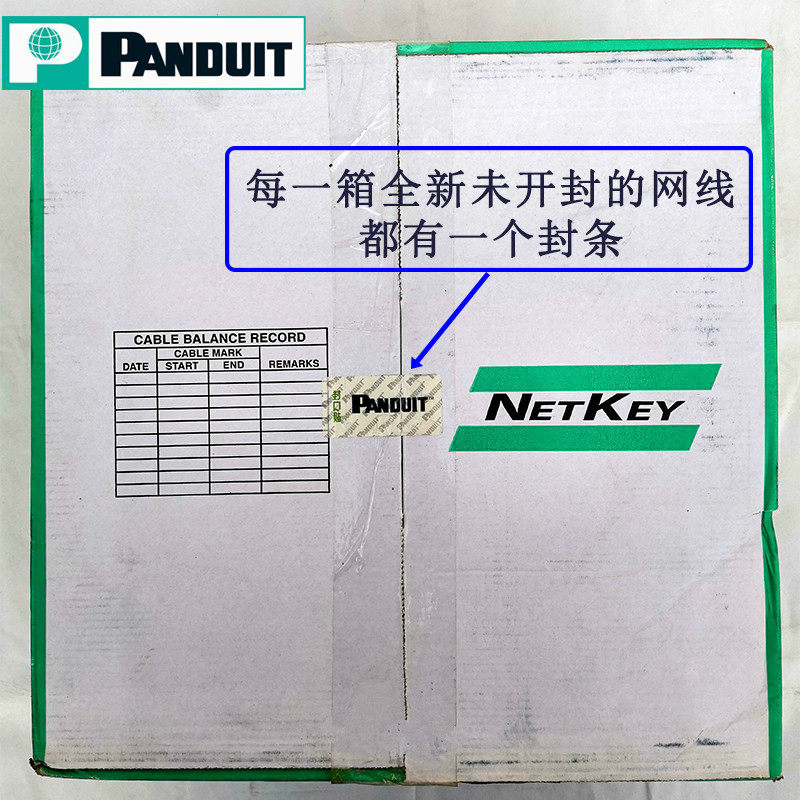 P PANDUIT
每一箱全新未开封的网线
都有一个封条
CABLE BALANCE RECORD
DATE
CABLE MARK
START
END
REMARKS
PANDUIT
NETKEY